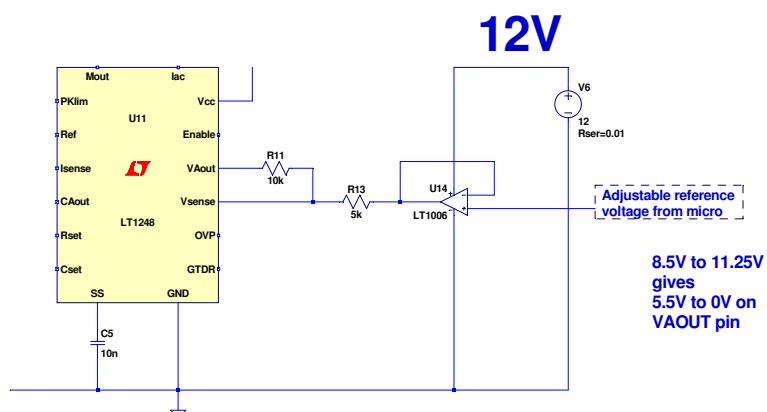 12V
Mout
Iac
PKlim
Vcc
U11
Ref
Enable
Isense
VAout
R11
10k
CAout
Vsense
R13
5k
LT1248
Rset
OVP
Cset
GTDR
SS
GND
C5
10n
U14
LT1006
V6
12
Rser=0.01
Adjustable reference
voltage from micro
8.5V to 11.25V
gives
5.5V to 0V on
VAOUT pin